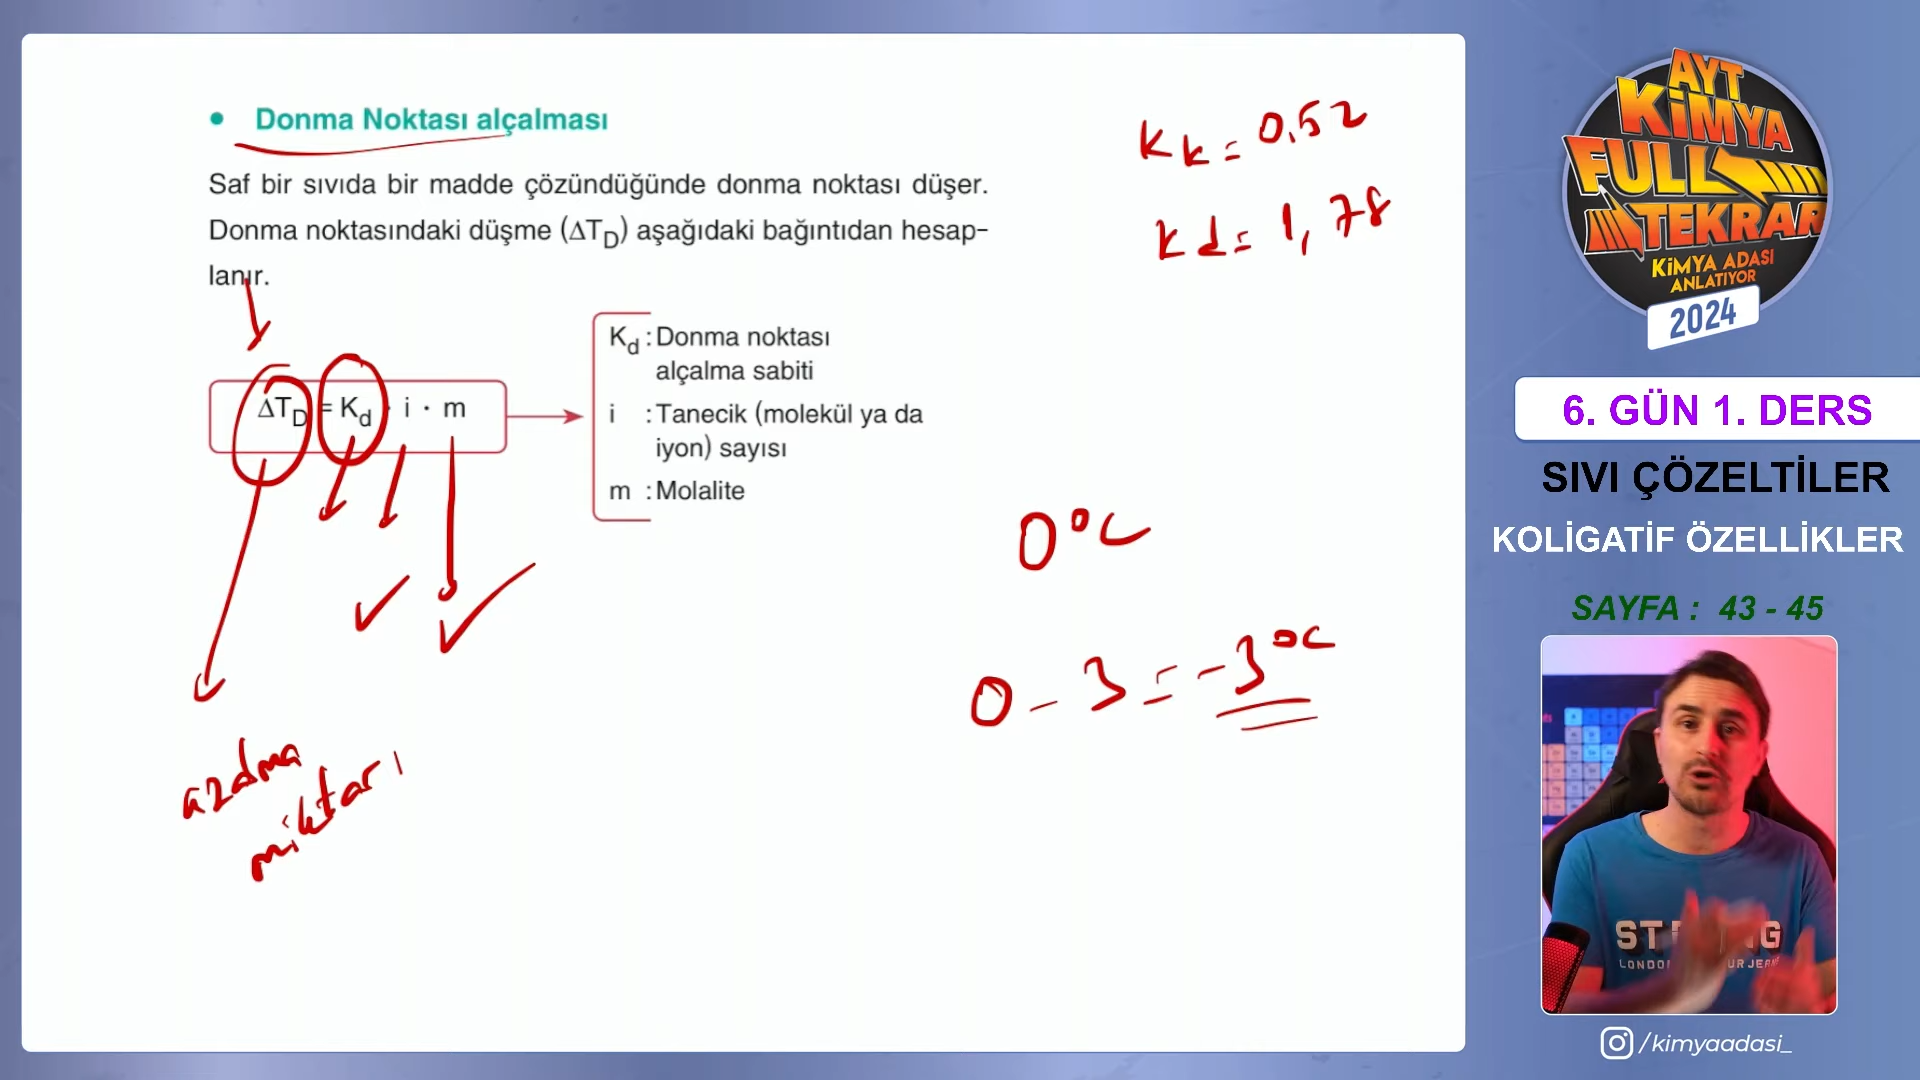 • Donma Noktası alçalması
Saf bir sıvıda bir madde çözündüğünde donma noktası düşer.
Donma noktasındaki düşme (ΔT_D) aşağıdaki bağıntıdan hesap-
lanır.
ΔT_D = K_d · i · m
K_d : Donma noktası
alçalma sabiti
i : Tanecik (molekül ya da
iyon) sayısı
m : Molalite
azalma
miktarı
K_k = 0,52
K_d = 1,78
0°C
0 - 3 = -3°C
AYT
KİMYA
FULL
TEKRAR
KİMYA ADASI
ANLATIYOR
2024
6. GÜN 1. DERS
SIVI ÇÖZELTİLER
KOLİGATİF ÖZELLİKLER
SAYFA : 43 - 45
/kimyaadasi_